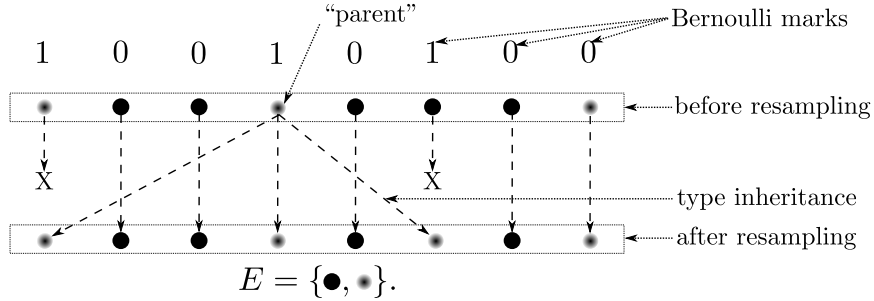 “parent”
Bernoulli marks
1 0 0 1 0 1 0 0
before resampling
X X
type inheritance
after resampling
E = {●, ●}.